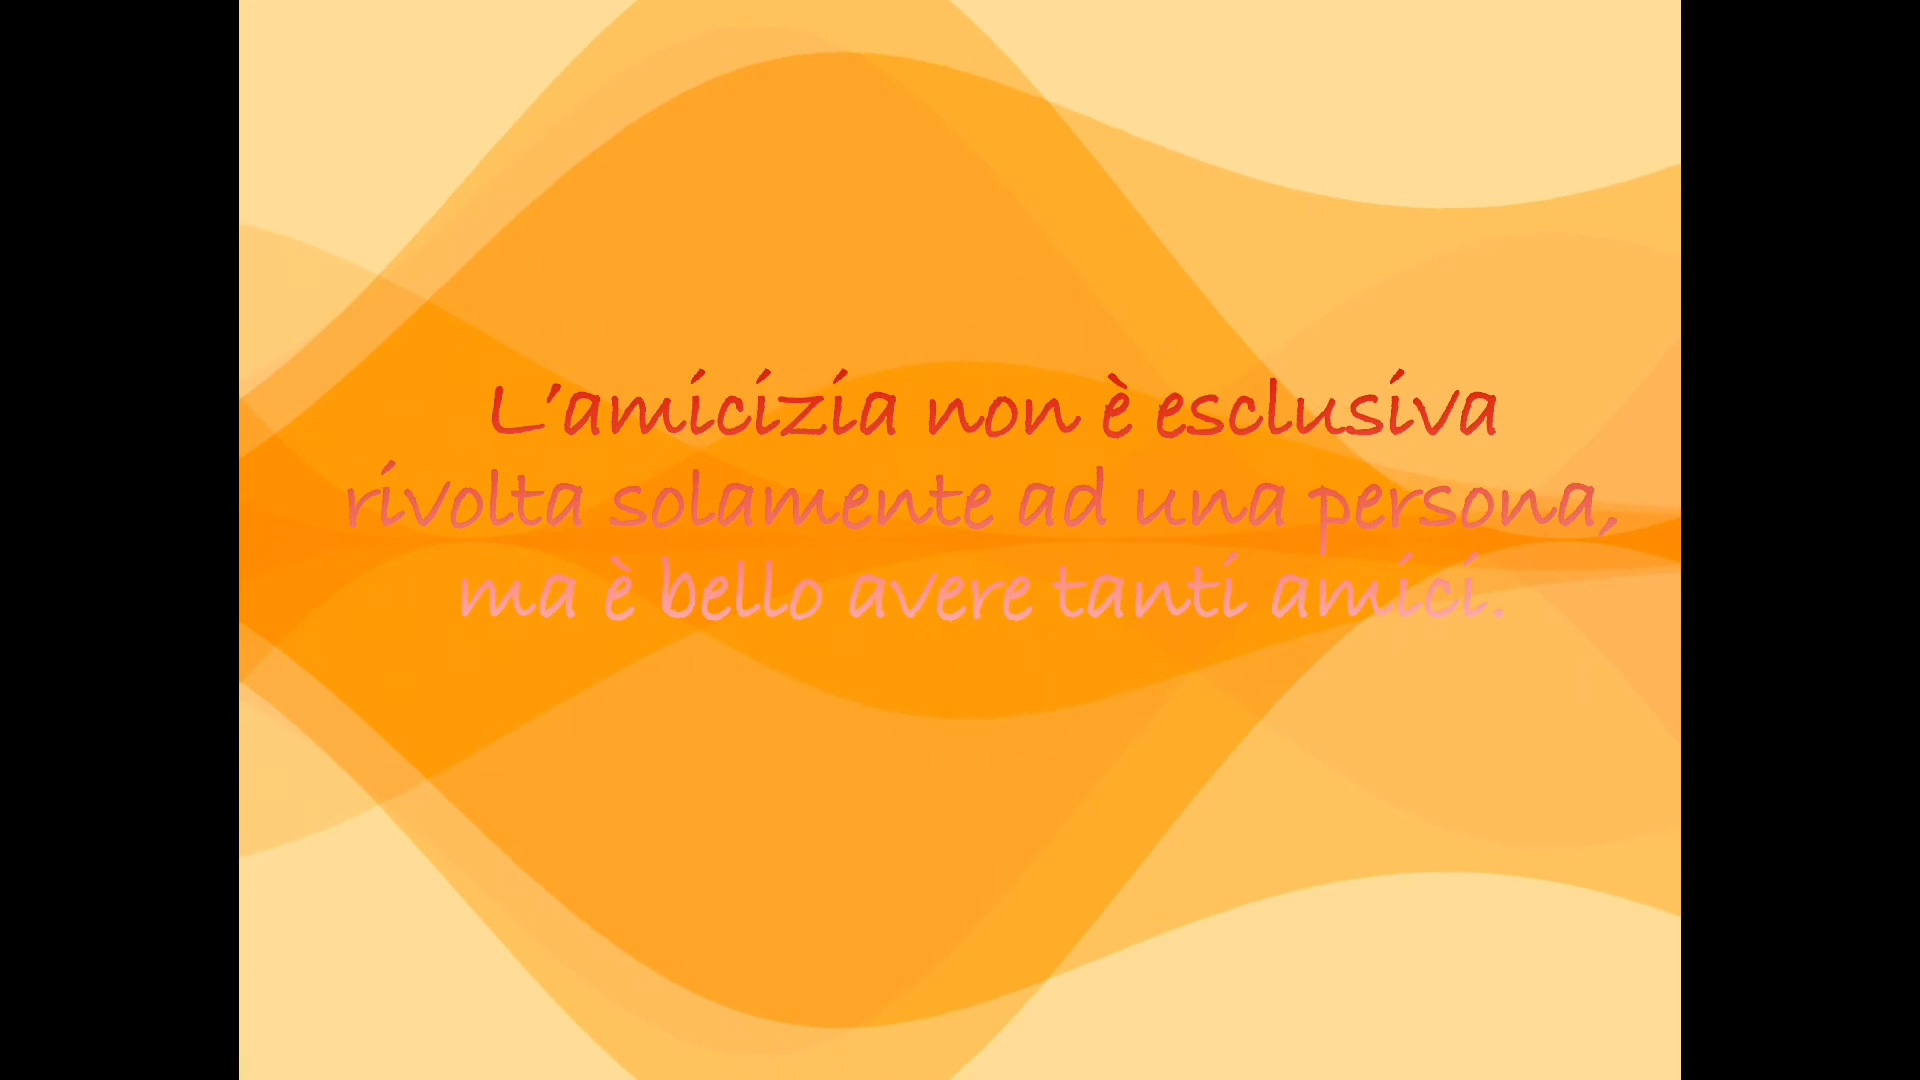 L'amicizia non è esclusiva
rivolta solamente ad una persona,
ma è bello avere tanti amici.